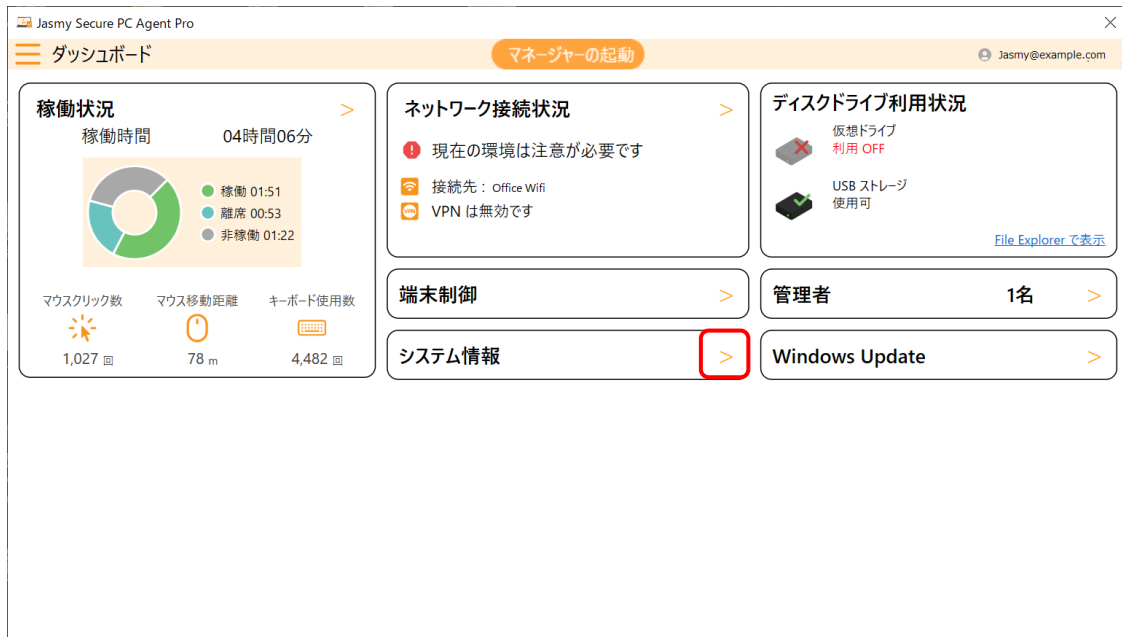 Jasmy Secure PC Agent Pro
ダッシュボード
マネージャーの起動
Jasmy@example.com
稼働状況 >
稼働時間 04時間06分
稼働 01:51
離席 00:53
非稼働 01:22
マウスクリック数 マウス移動距離 キーボード使用数
1,027 回 78 m 4,482 回
ネットワーク接続状況 >
現在の環境は注意が必要です
接続先 : Office Wifi
VPN VPN は無効です
ディスクドライブ利用状況
仮想ドライブ
利用 OFF
USB ストレージ
使用可
File Explorer で表示
端末制御 >
管理者 1名 >
システム情報 >
Windows Update >